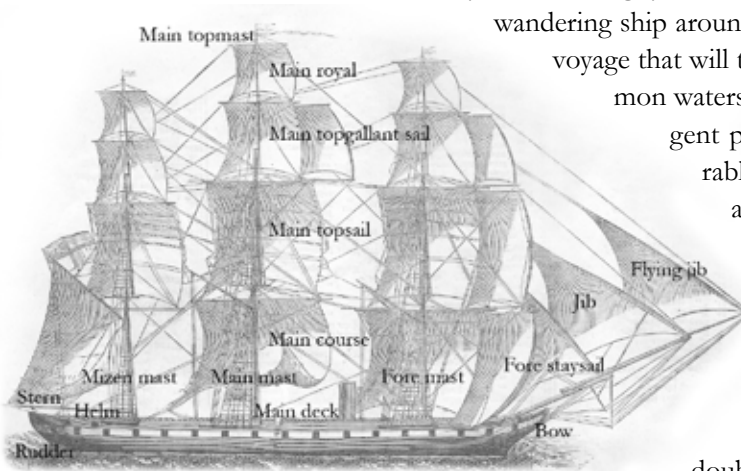 wandering ship aroun
voyage that will t
mon waters
gent p
rabl
a
Main topmast
Main royal
Main topgallant sail
Main topsail
Flying jib
Jib
Main course
Fore staysail
Mizen mast
Main mast
Fore mast
Stern
Helm
Main deck
Bow
Rudder
doub